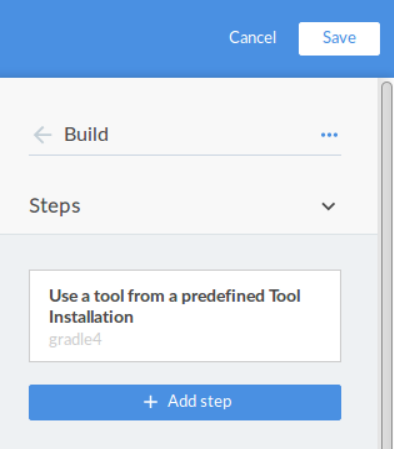 Cancel Save
Build
Steps
Use a tool from a predefined Tool
Installation
gradle4
+ Add step